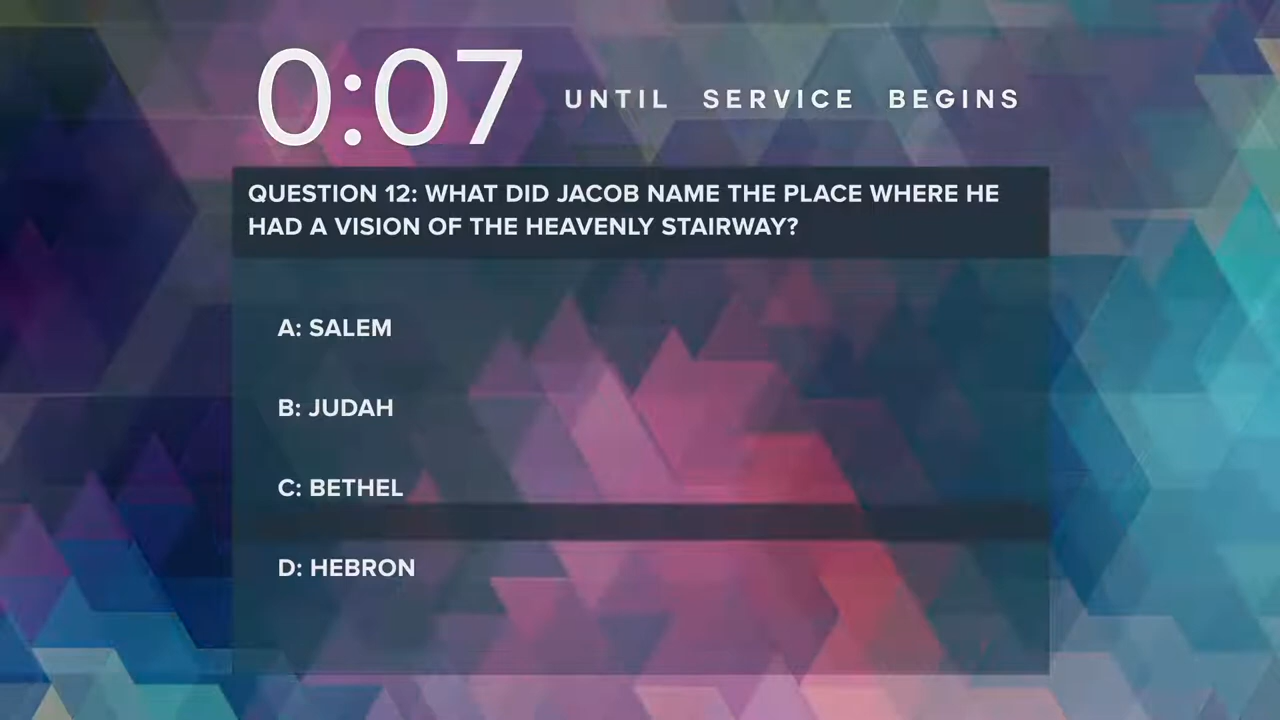 0:07 UNTIL SERVICE BEGINS
QUESTION 12: WHAT DID JACOB NAME THE PLACE WHERE HE
HAD A VISION OF THE HEAVENLY STAIRWAY?
A: SALEM
B: JUDAH
C: BETHEL
D: HEBRON